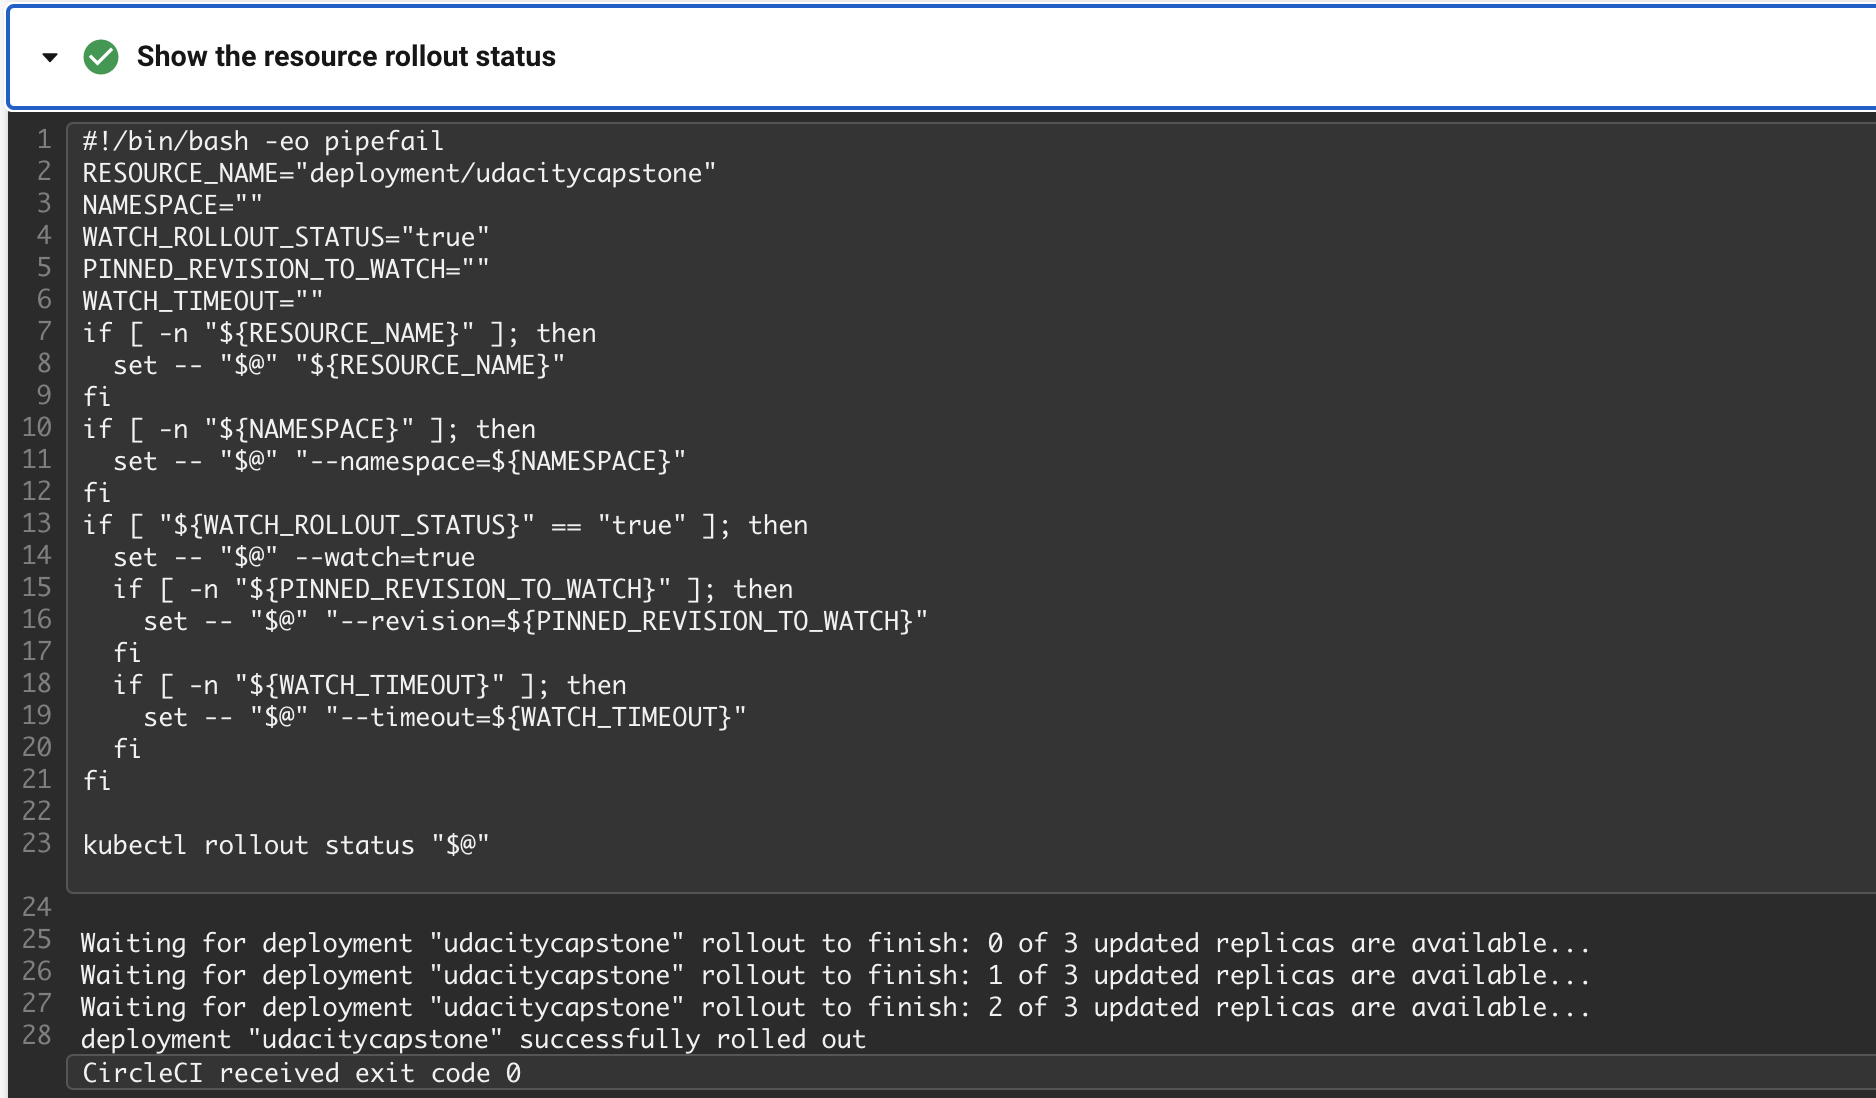 Show the resource rollout status
1 #!/bin/bash -eo pipefail
2 RESOURCE_NAME="deployment/udacitycapstone"
3 NAMESPACE=""
4 WATCH_ROLLOUT_STATUS="true"
5 PINNED_REVISION_TO_WATCH=""
6 WATCH_TIMEOUT=""
7 if [ -n "${RESOURCE_NAME}" ]; then
8   set -- "$@" "${RESOURCE_NAME}"
9 fi
10 if [ -n "${NAMESPACE}" ]; then
11   set -- "$@" "--namespace=${NAMESPACE}"
12 fi
13 if [ "${WATCH_ROLLOUT_STATUS}" == "true" ]; then
14   set -- "$@" --watch=true
15   if [ -n "${PINNED_REVISION_TO_WATCH}" ]; then
16     set -- "$@" "--revision=${PINNED_REVISION_TO_WATCH}"
17   fi
18   if [ -n "${WATCH_TIMEOUT}" ]; then
19     set -- "$@" "--timeout=${WATCH_TIMEOUT}"
20   fi
21 fi
22
23 kubectl rollout status "$@"
24
25 Waiting for deployment "udacitycapstone" rollout to finish: 0 of 3 updated replicas are available...
26 Waiting for deployment "udacitycapstone" rollout to finish: 1 of 3 updated replicas are available...
27 Waiting for deployment "udacitycapstone" rollout to finish: 2 of 3 updated replicas are available...
28 deployment "udacitycapstone" successfully rolled out
CircleCI received exit code 0